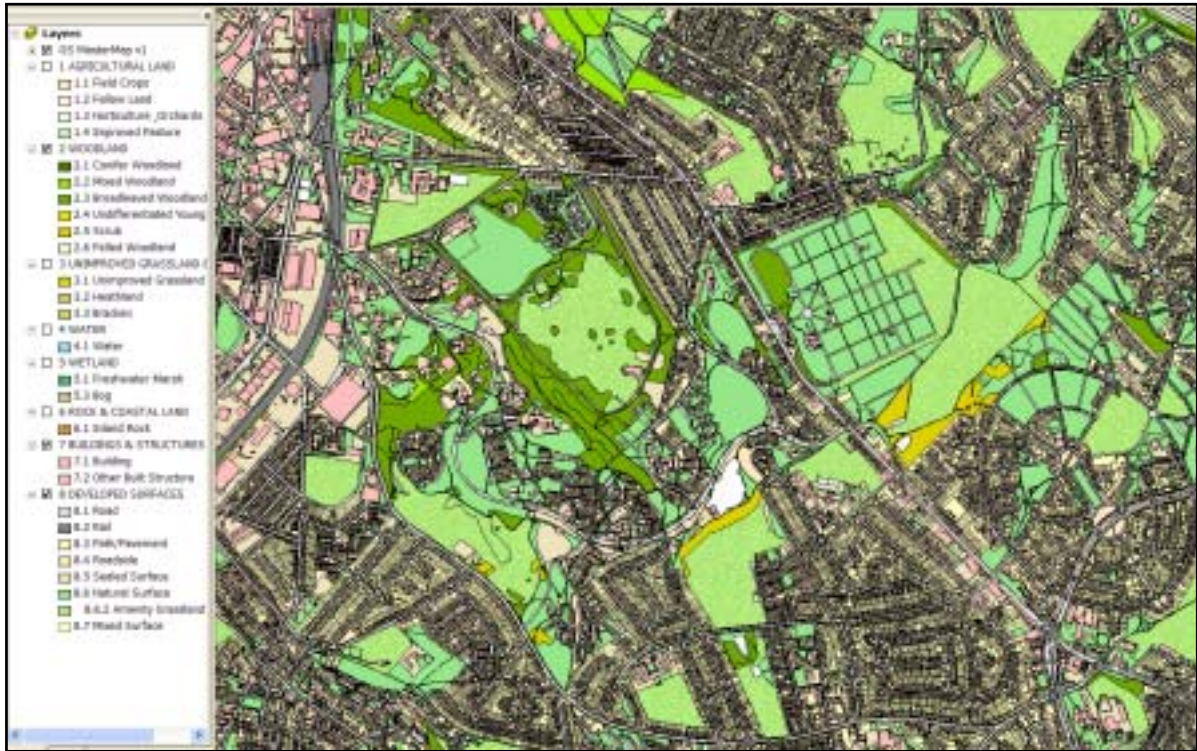 Layers
OS MasterMap v1
1 AGRICULTURAL LAND
1.1 Field Crops
1.2 Fallow Land
1.3 Horticulture _Orchards
1.4 Improved Pasture
2 WOODLAND
2.1 Conifer Woodland
2.2 Mixed Woodland
2.3 Broadleaved Woodland
2.4 Undifferentiated Young
2.5 Scrub
2.6 Felled Woodland
3 UNIMPROVED GRASSLAND
3.1 Unimproved Grassland
3.2 Heathland
3.3 Bracken
4 WATER
4.1 Water
5 WETLAND
5.1 Freshwater Marsh
5.3 Bog
6 ROCK & COASTAL LAND
6.1 Inland Rock
7 BUILDINGS & STRUCTURES
7.1 Building
7.2 Other Built Structure
8 DEVELOPED SURFACES
8.1 Road
8.2 Rail
8.3 Path/Pavement
8.4 Roadside
8.5 Sealed Surface
8.6 Natural Surface
8.6.2 Amenity Grassland
8.7 Mixed Surface